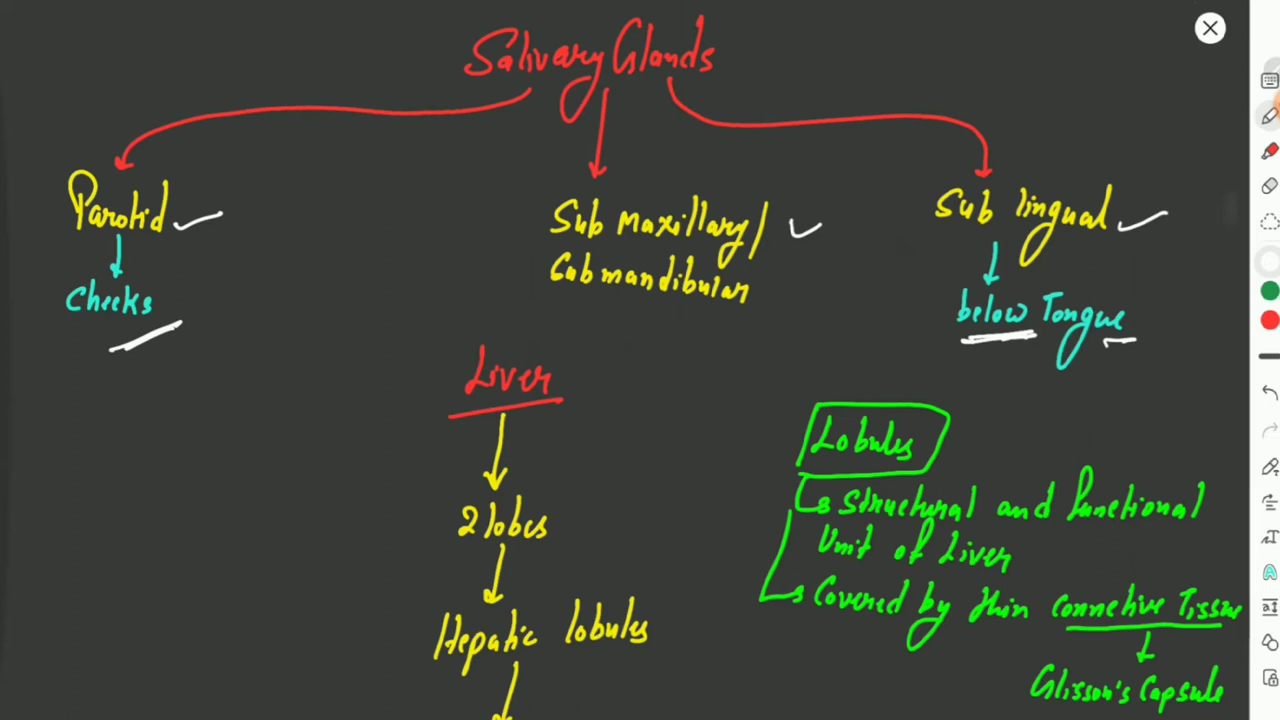 Salivary Glands
Parotid
Cheeks
Sub Maxillary/
Submandibular
Sub lingual
below Tongue
Liver
2 lobes
Hepatic lobules
Lobules
Structural and functional
Unit of Liver
Covered by thin connetive Tissue
Glisson's Capsule